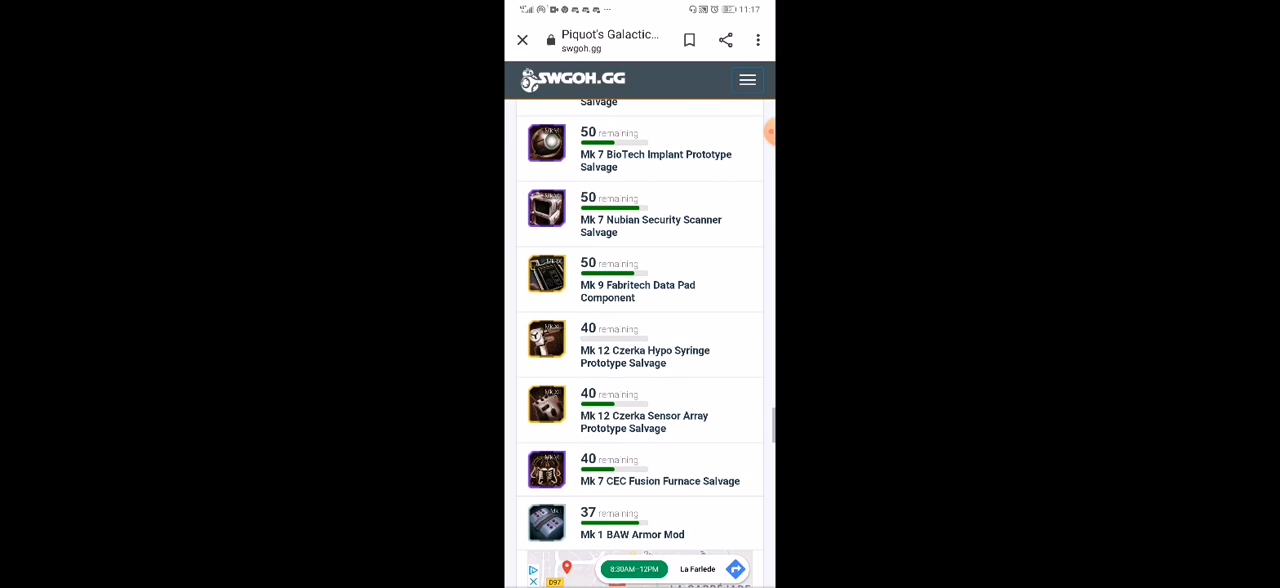 11:17
Piquot's Galactic...
swgoh.gg
SWGOH.GG
Salvage
50 remaining
Mk 7 BioTech Implant Prototype
Salvage
50 remaining
Mk 7 Nubian Security Scanner
Salvage
50 remaining
Mk 9 Fabritech Data Pad
Component
40 remaining
Mk 12 Czerka Hypo Syringe
Prototype Salvage
40 remaining
Mk 12 Czerka Sensor Array
Prototype Salvage
40 remaining
Mk 7 CEC Fusion Furnace Salvage
37 remaining
Mk 1 BAW Armor Mod
8:30AM–12PM
La Farlede
D97